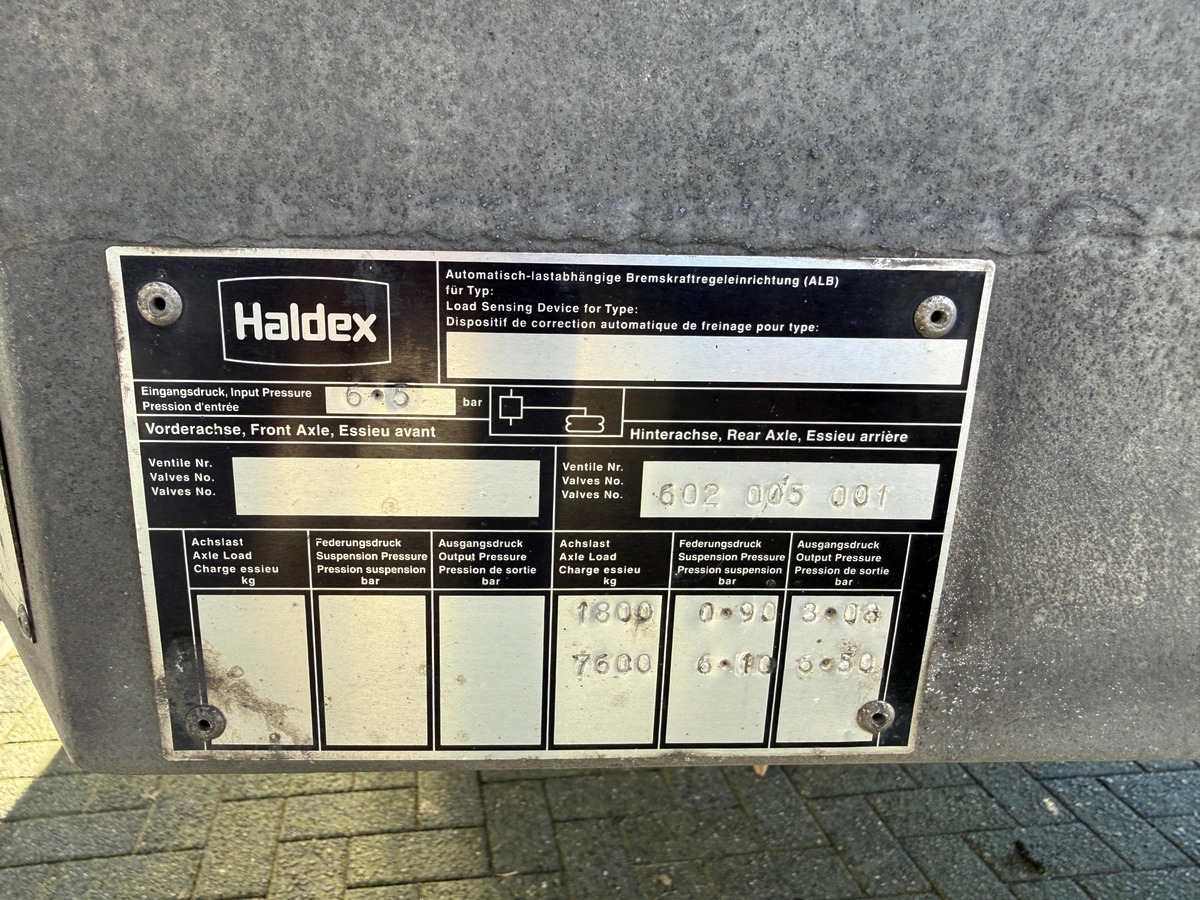 Haldex
Automatisch-lastabhängige Bremskraftregeleinrichtung (ALB)
für Typ:
Load Sensing Device for Type:
Dispositif de correction automatique de freinage pour type:
Eingangsdruck, Input Pressure
Pression d'entrée
6.5
bar
Vorderachse, Front Axle, Essieu avant
Hinterachse, Rear Axle, Essieu arrière
Ventile Nr.
Valves No.
Valves No.
Ventile Nr.
Valves No.
Valves No.
602 005 001
Achslast
Axle Load
Charge essieu
kg
Federungsdruck
Suspension Pressure
Pression suspension
bar
Ausgangsdruck
Output Pressure
Pression de sortie
bar
Achslast
Axle Load
Charge essieu
kg
Federungsdruck
Suspension Pressure
Pression suspension
bar
Ausgangsdruck
Output Pressure
Pression de sortie
bar
1800 0.90
7600 6.10 6.50